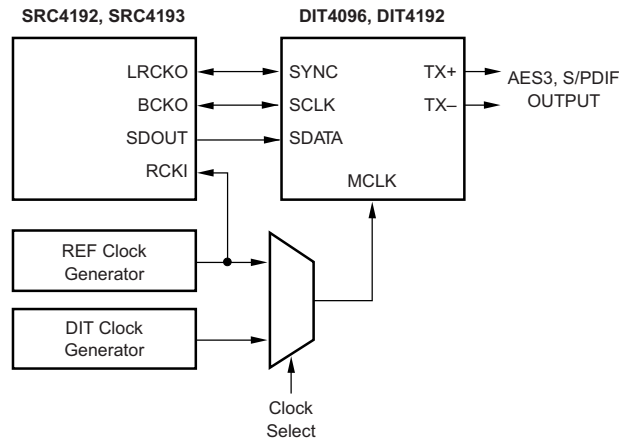 SRC4192, SRC4193
DIT4096, DIT4192
LRCKO
SYNC
TX+
AES3, S/PDIF
OUTPUT
BCKO
SCLK
TX–
SDOUT
SDATA
RCKI
MCLK
REF Clock
Generator
DIT Clock
Generator
Clock
Select